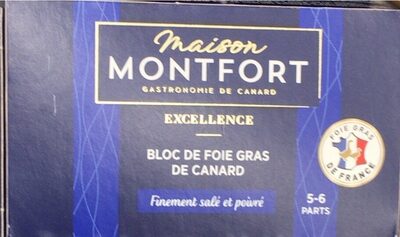 Maison
MONTFORT
GASTRONOMIE DE CANARD
EXCELLENCE
BLOC DE FOIE GRAS
DE CANARD
Finement salé et poivré
FOIE GRAS
DE FRANCE
5-6
PARTS